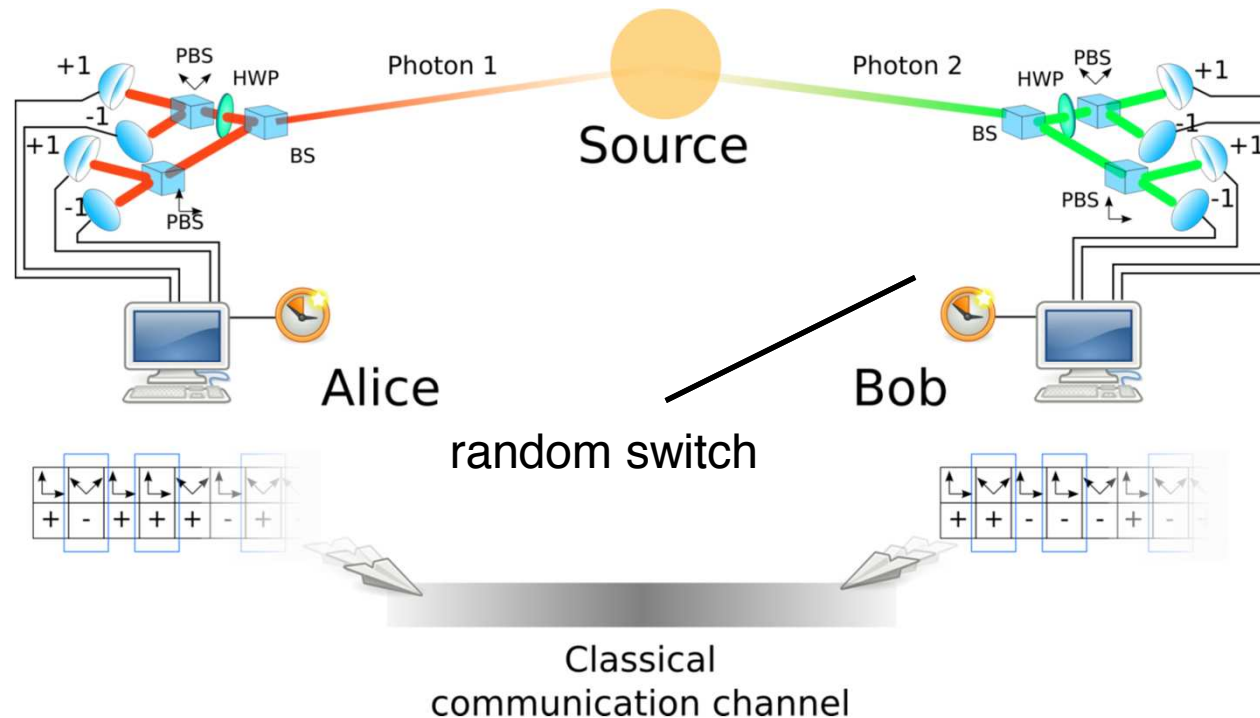 PBS
+1
HWP
Photon 1
-1
+1
BS
-1
PBS
Source
Photon 2
PBS
HWP
+1
BS
-1
+1
PBS
-1
Alice
Bob
random switch
+ - + + + - +
+ + - - - + - +
Classical
communication channel